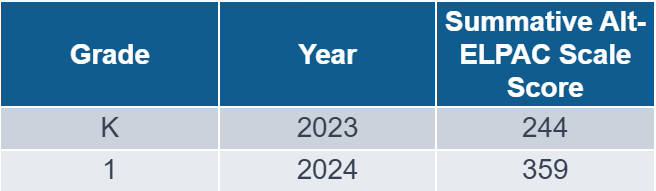 Grade Year Summative Alt-
ELPAC Scale
Score
K 2023 244
1 2024 359